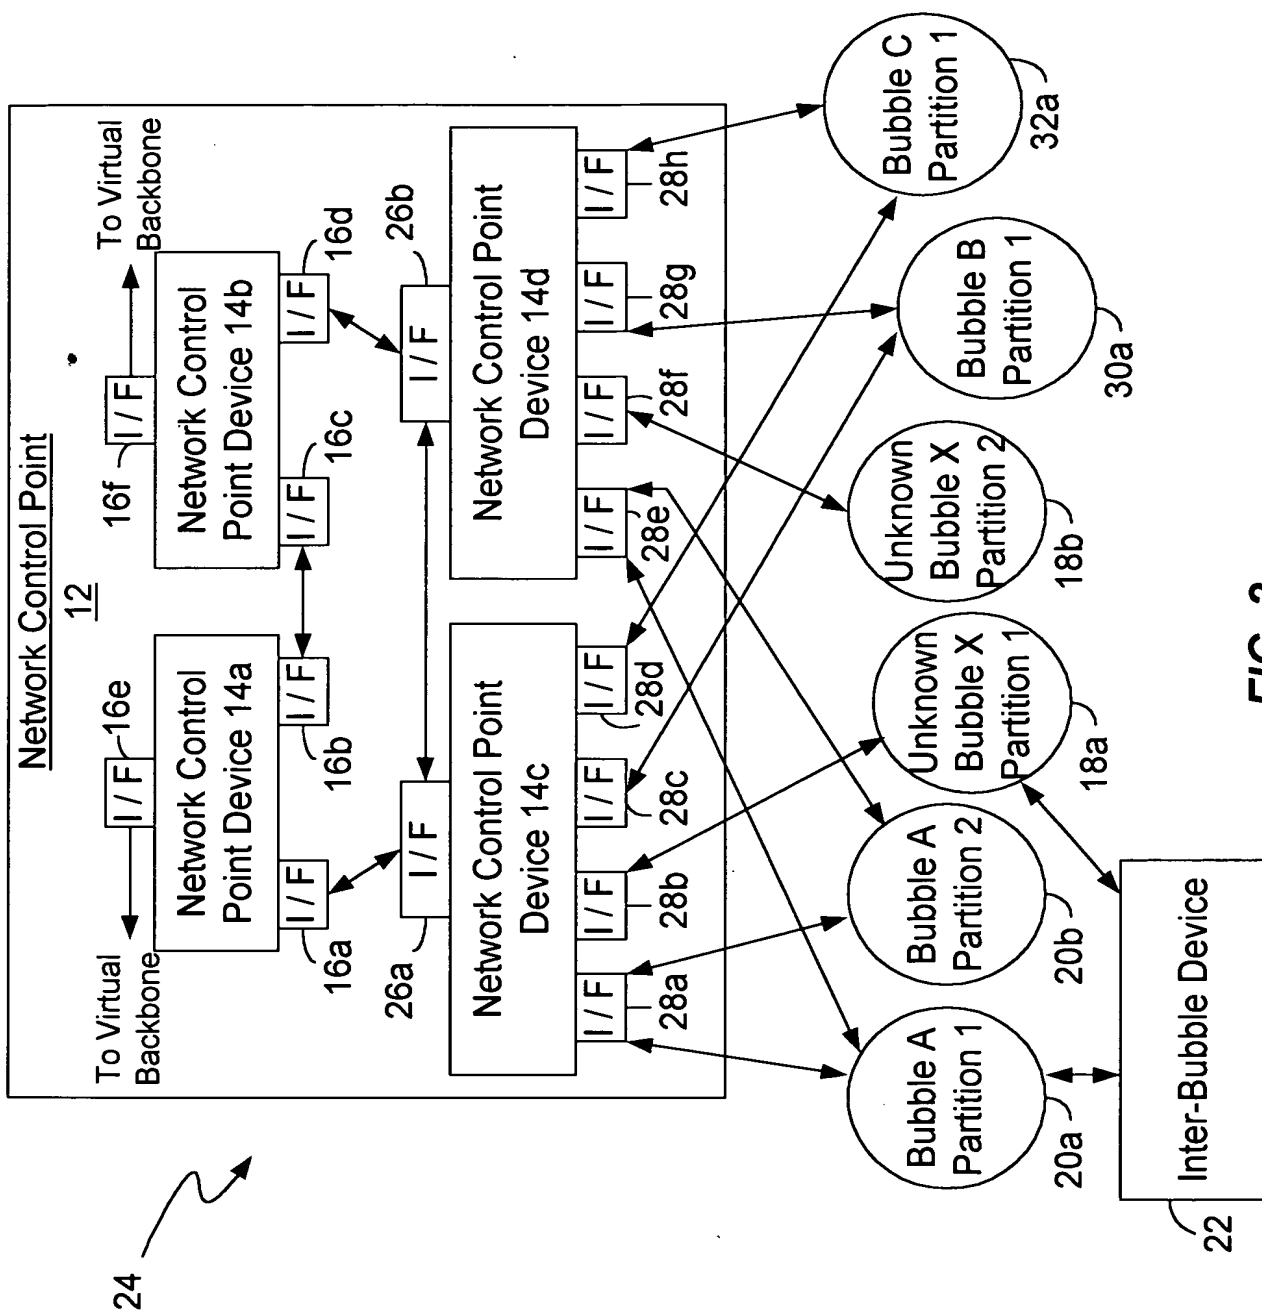 Network Control Point
12
To Virtual
Backbone
16e
I / F
Network Control
Point Device 14a
I / F
16a
I / F
16b
16f
I / F
To Virtual
Backbone
Network Control
Point Device 14b
I / F
16c
I / F
16d
26a
I / F
I / F
26b
Network Control Point
Device 14c
I / F
28a
I / F
28b
I / F
28c
I / F
28d
Network Control Point
Device 14d
I / F
28e
I / F
28f
I / F
28g
I / F
28h
24
Bubble A
Partition 1
20a
Bubble A
Partition 2
20b
Unknown
Bubble X
Partition 1
18a
Unknown
Bubble X
Partition 2
18b
Bubble B
Partition 1
30a
Bubble C
Partition 1
32a
Inter-Bubble Device
22
FIG.